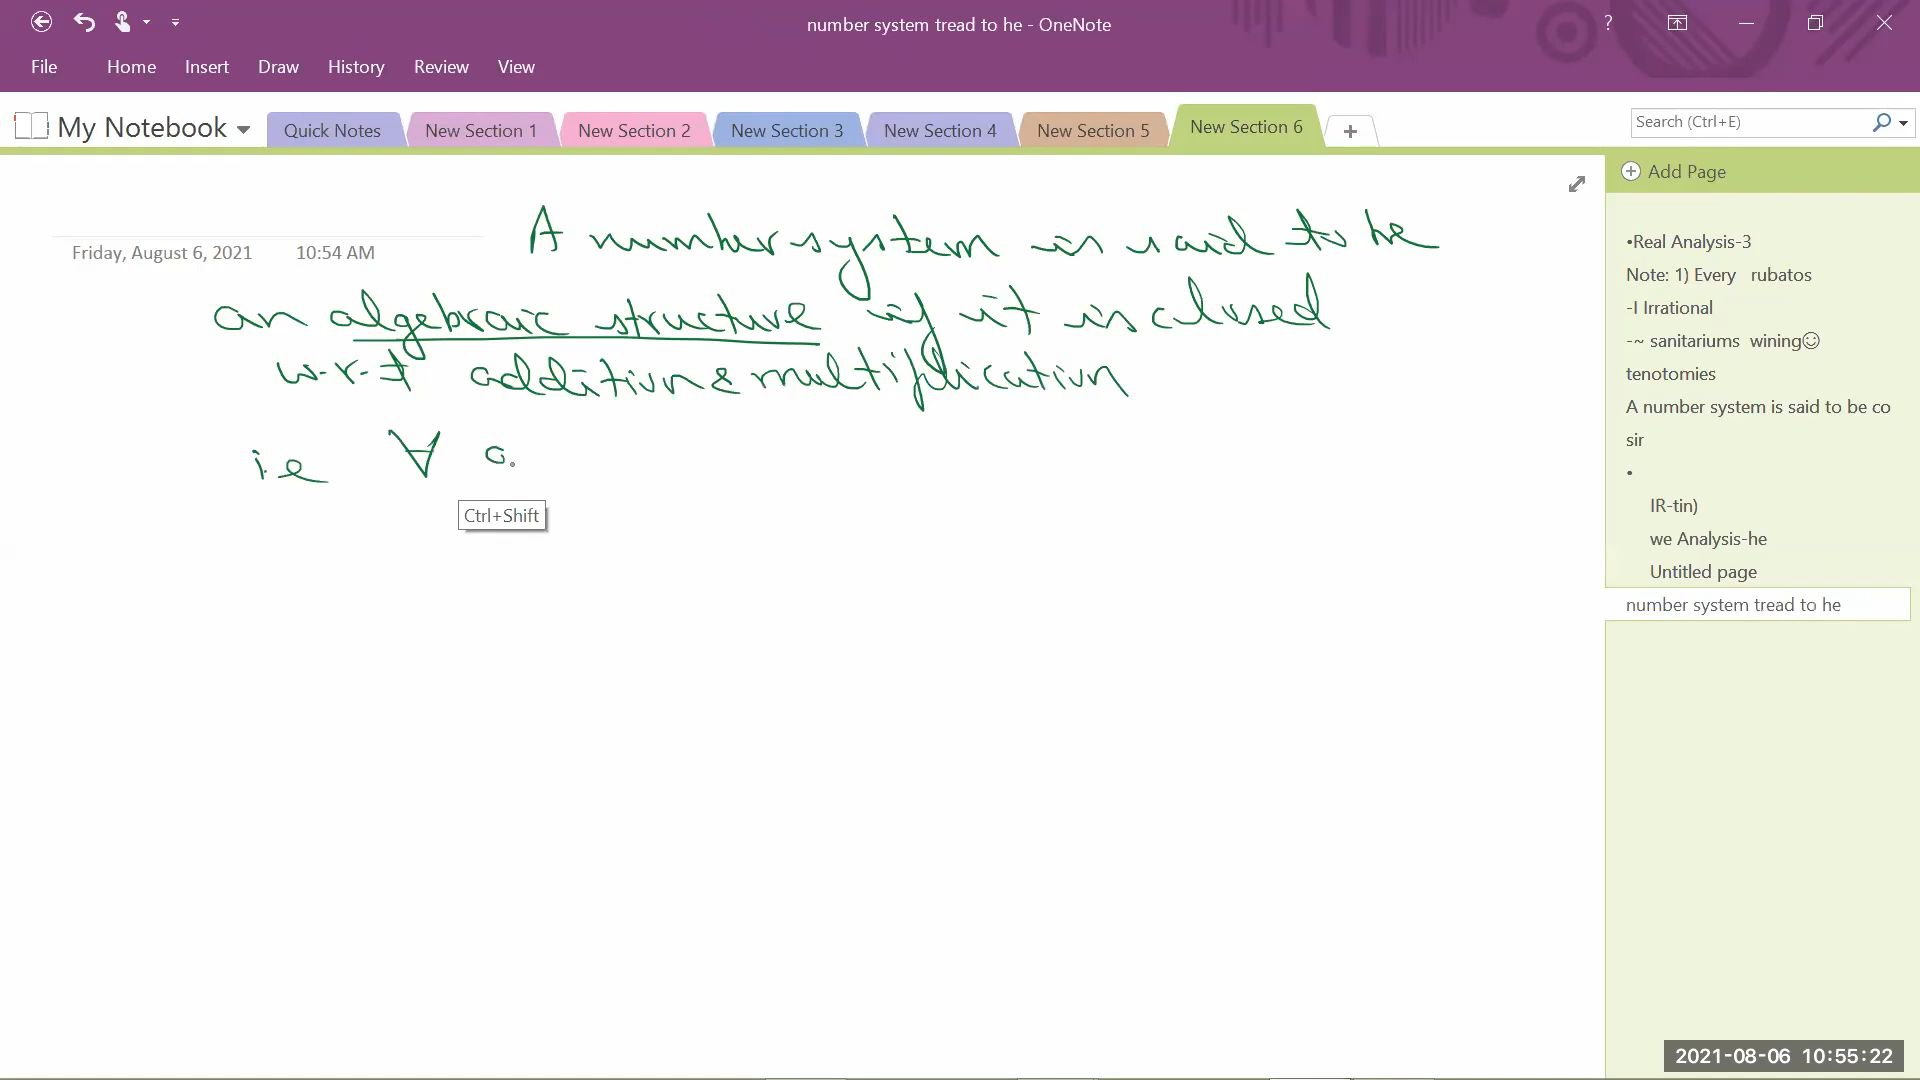 number system tread to he - OneNote
?
File Home Insert Draw History Review View
My Notebook Quick Notes New Section 1 New Section 2 New Section 3 New Section 4 New Section 5 New Section 6 + Search (Ctrl+E)
Add Page
Friday, August 6, 2021 10:54 AM
A number system is said to be
an algebraic structure if it is closed
w.r.t addition & multiplication
i.e ∀ a
Ctrl+Shift
•Real Analysis-3
Note: 1) Every rubatos
-I Irrational
-~ sanitariums wining☺
tenotomies
A number system is said to be co
sir
•
IR-tin)
we Analysis-he
Untitled page
number system tread to he
2021-08-06 10:55:22